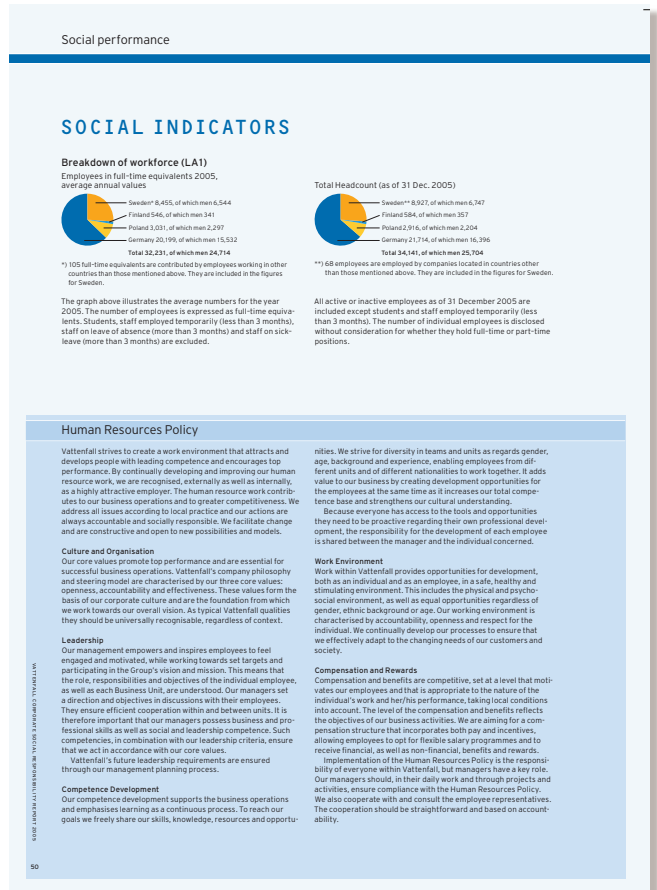 Social performance
SOCIAL INDICATORS
Breakdown of workforce (LA1)
Employees in full-time equivalents 2005,
average annual values
Sweden* 8,455, of which men 6,544
Finland 546, of which men 341
Poland 3,031, of which men 2,297
Germany 20,199, of which men 15,532
Total 32,231, of which men 24,714
*) 105 full-time equivalents are contributed by employees working in other
countries than those mentioned above. They are included in the figures
for Sweden.
The graph above illustrates the average numbers for the year
2005. The number of employees is expressed as full-time equiva-
lents. Students, staff employed temporarily (less than 3 months),
staff on leave of absence (more than 3 months) and staff on sick-
leave (more than 3 months) are excluded.
Total Headcount (as of 31 Dec. 2005)
Sweden** 8,927, of which men 6,747
Finland 584, of which men 357
Poland 2,916, of which men 2,204
Germany 21,714, of which men 16,396
Total 34,141, of which men 25,704
**) 68 employees are employed by companies located in countries other
than those mentioned above. They are included in the figures for Sweden.
All active or inactive employees as of 31 December 2005 are
included except students and staff employed temporarily (less
than 3 months). The number of individual employees is disclosed
without consideration for whether they hold full-time or part-time
positions.
Human Resources Policy
Vattenfall strives to create a work environment that attracts and
develops people with leading competence and encourages top
performance. By continually developing and improving our human
resource work, we are recognised, externally as well as internally,
as a highly attractive employer. The human resource work contrib-
utes to our business operations and to greater competitiveness. We
address all issues according to local practice and our actions are
always accountable and socially responsible. We facilitate change
and are constructive and open to new possibilities and models.
Culture and Organisation
Our core values promote top performance and are essential for
successful business operations. Vattenfall's company philosophy
and steering model are characterised by our three core values:
openness, accountability and effectiveness. These values form the
basis of our corporate culture and are the foundation from which
we work towards our overall vision. As typical Vattenfall qualities
they should be universally recognisable, regardless of context.
Leadership
Our management empowers and inspires employees to feel
engaged and motivated, while working towards set targets and
participating in the Group's vision and mission. This means that
the role, responsibilities and objectives of the individual employee,
as well as each Business Unit, are understood. Our managers set
a direction and objectives in discussions with their employees.
They ensure efficient cooperation within and between units. It is
therefore important that our managers possess business and pro-
fessional skills as well as social and leadership competence. Such
competencies, in combination with our leadership criteria, ensure
that we act in accordance with our core values.
Vattenfall's future leadership requirements are ensured
through our management planning process.
Competence Development
Our competence development supports the business operations
and emphasises learning as a continuous process. To reach our
goals we freely share our skills, knowledge, resources and opportu-
nities. We strive for diversity in teams and units as regards gender,
age, background and experience, enabling employees from dif-
ferent units and of different nationalities to work together. It adds
value to our business by creating development opportunities for
the employees at the same time as it increases our total compe-
tence base and strengthens our cultural understanding.
Because everyone has access to the tools and opportunities
they need to be proactive regarding their own professional devel-
opment, the responsibility for the development of each employee
is shared between the manager and the individual concerned.
Work Environment
Work within Vattenfall provides opportunities for development,
both as an individual and as an employee, in a safe, healthy and
stimulating environment. This includes the physical and psycho-
social environment, as well as equal opportunities regardless of
gender, ethnic background or age. Our working environment is
characterised by accountability, openness and respect for the
individual. We continually develop our processes to ensure that
we effectively adapt to the changing needs of our customers and
society.
Compensation and Rewards
Compensation and benefits are competitive, set at a level that moti-
vates our employees and that is appropriate to the nature of the
individual's work and her/his performance, taking local conditions
into account. The level of the compensation and benefits reflects
the objectives of our business activities. We are aiming for a com-
pensation structure that incorporates both pay and incentives,
allowing employees to opt for flexible salary programmes and to
receive financial, as well as non-financial, benefits and rewards.
Implementation of the Human Resources Policy is the responsi-
bility of everyone within Vattenfall, but managers have a key role.
Our managers should, in their daily work and through projects and
activities, ensure compliance with the Human Resources Policy.
We also cooperate with and consult the employee representatives.
The cooperation should be straightforward and based on account-
ability.
VATTENFALL CORPORATE SOCIAL RESPONSIBILITY REPORT 2005
50